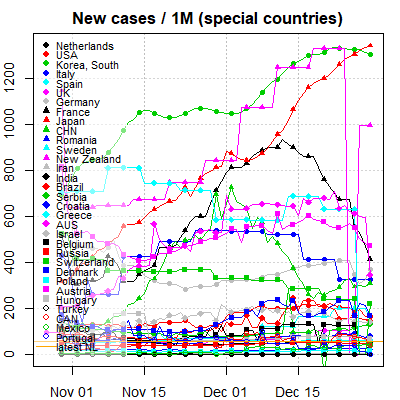 New cases / 1M (special countries)
Netherlands
USA
Korea, South
Italy
Spain
UK
Germany
France
Japan
CHN
Romania
Sweden
New Zealand
Iran
India
Brazil
Serbia
Croatia
Greece
AUS
Israel
Belgium
Russia
Switzerland
Denmark
Poland
Austria
Hungary
Turkey
CAN
Mexico
Portugal
latest NL
0
200
400
600
800
1000
1200
Nov 01
Nov 15
Dec 01
Dec 15